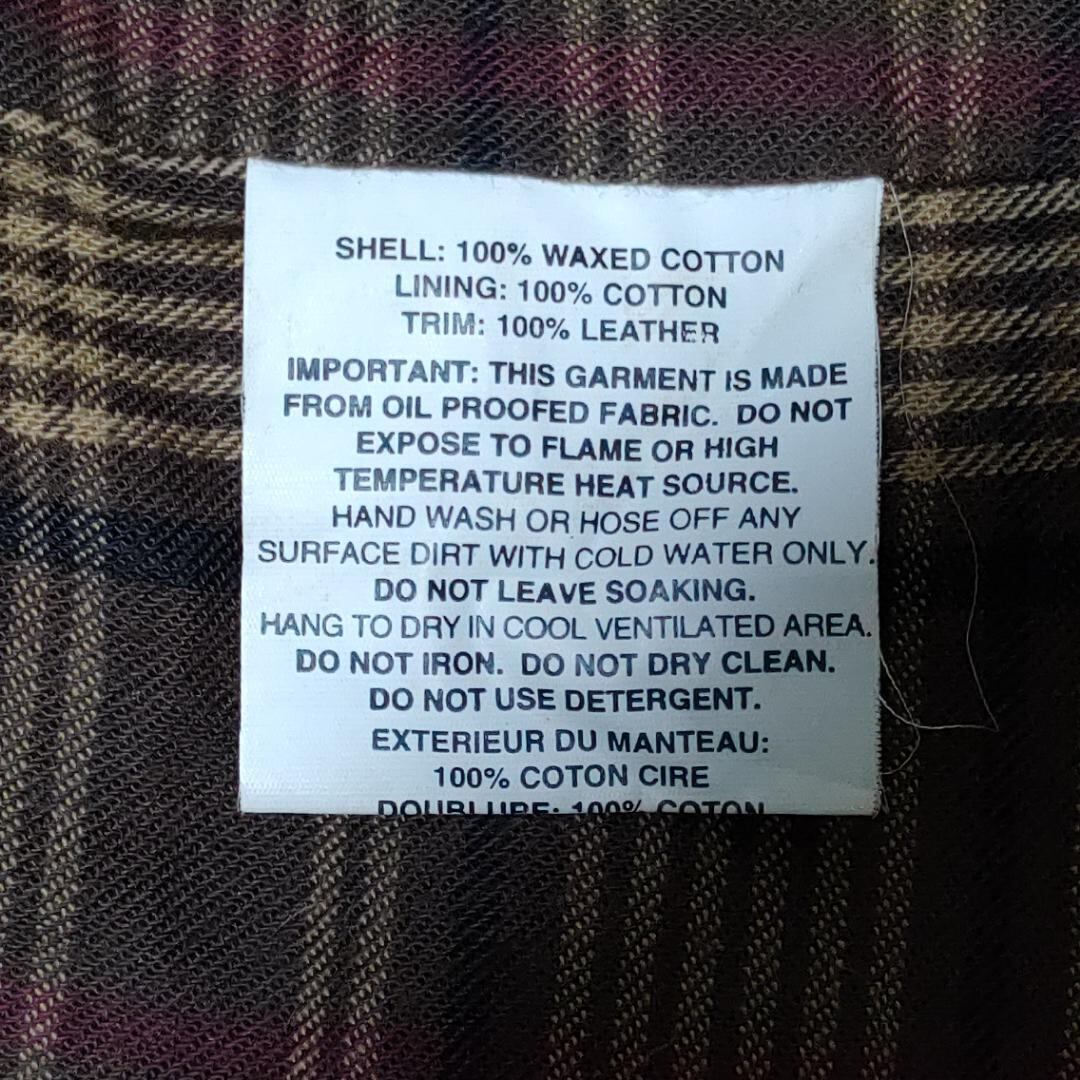 SHELL: 100% WAXED COTTON
LINING: 100% COTTON
TRIM: 100% LEATHER
IMPORTANT: THIS GARMENT IS MADE
FROM OIL PROOFED FABRIC. DO NOT
EXPOSE TO FLAME OR HIGH
TEMPERATURE HEAT SOURCE.
HAND WASH OR HOSE OFF ANY
SURFACE DIRT WITH COLD WATER ONLY.
DO NOT LEAVE SOAKING.
HANG TO DRY IN COOL VENTILATED AREA.
DO NOT IRON. DO NOT DRY CLEAN.
DO NOT USE DETERGENT.
EXTERIEUR DU MANTEAU:
100% COTON CIRE
DOUBLURE: 100% COTON